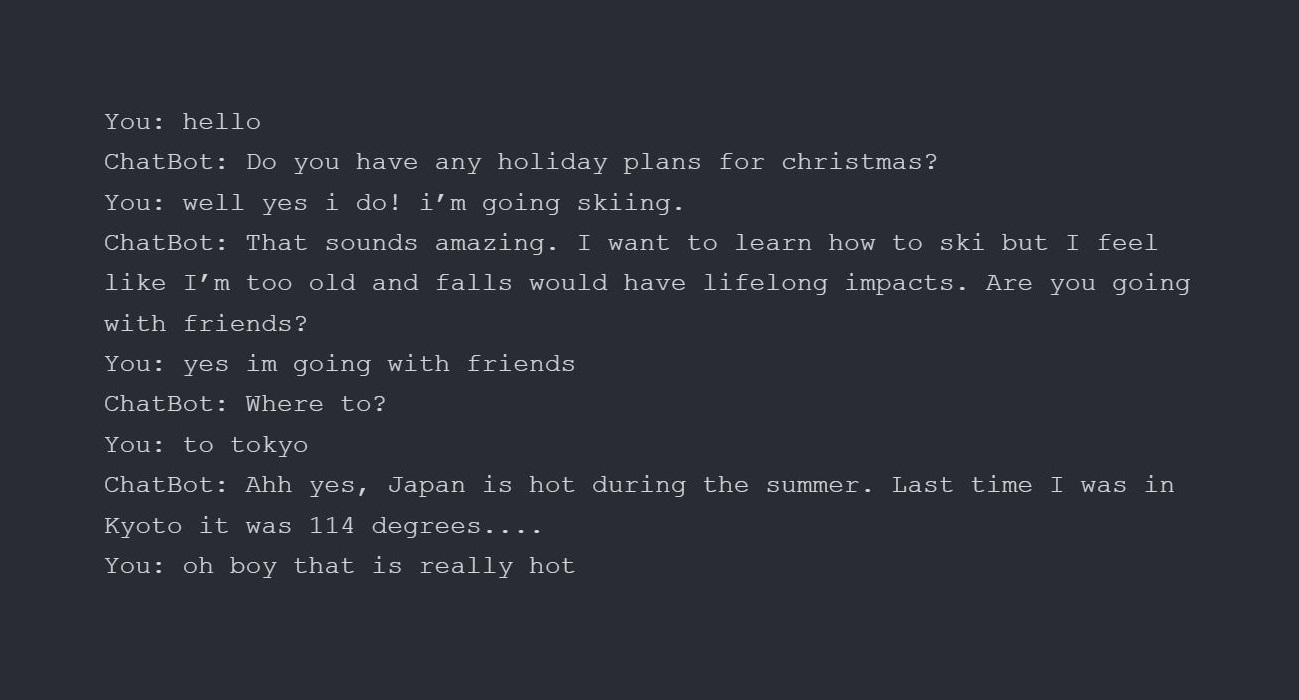 You: hello
ChatBot: Do you have any holiday plans for christmas?
You: well yes i do! i’m going skiing.
ChatBot: That sounds amazing. I want to learn how to ski but I feel
like I’m too old and falls would have lifelong impacts. Are you going
with friends?
You: yes im going with friends
ChatBot: Where to?
You: to tokyo
ChatBot: Ahh yes, Japan is hot during the summer. Last time I was in
Kyoto it was 114 degrees....
You: oh boy that is really hot